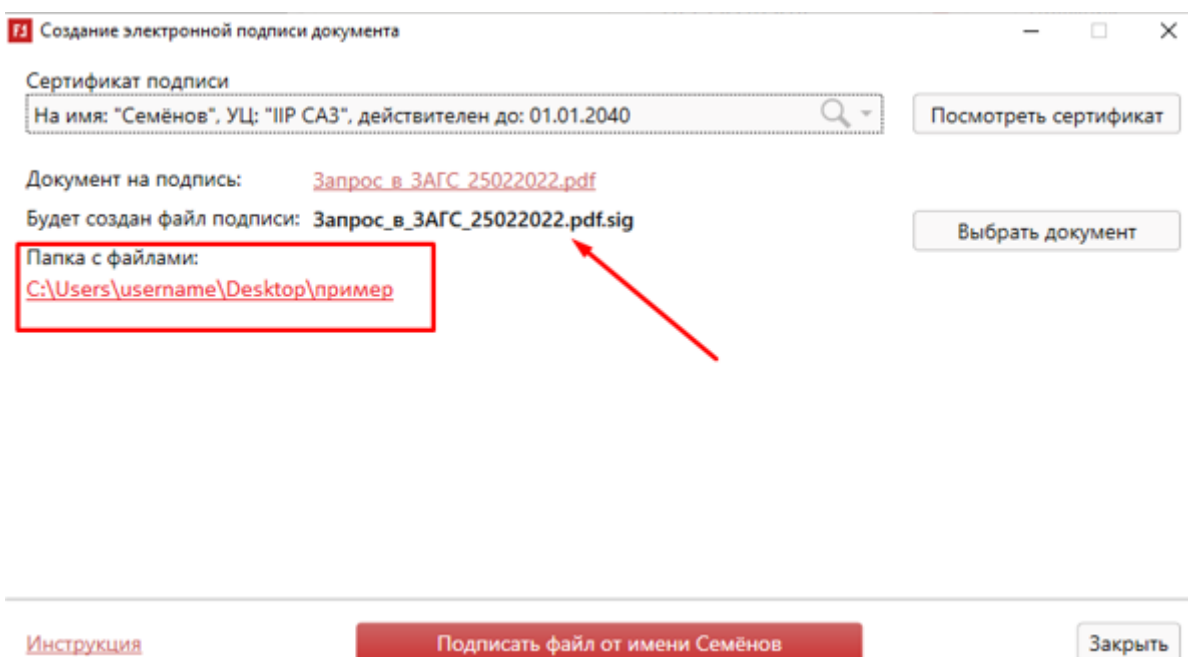 Создание электронной подписи документа
Сертификат подписи
На имя: "Семёнов", УЦ: "IIP CA3", действителен до: 01.01.2040
Посмотреть сертификат
Документ на подпись: Запрос_в_ЗАГС_25022022.pdf
Будет создан файл подписи: Запрос_в_ЗАГС_25022022.pdf.sig
Выбрать документ
Папка с файлами:
C:\Users\username\Desktop\пример
Инструкция
Подписать файл от имени Семёнов
Закрыть